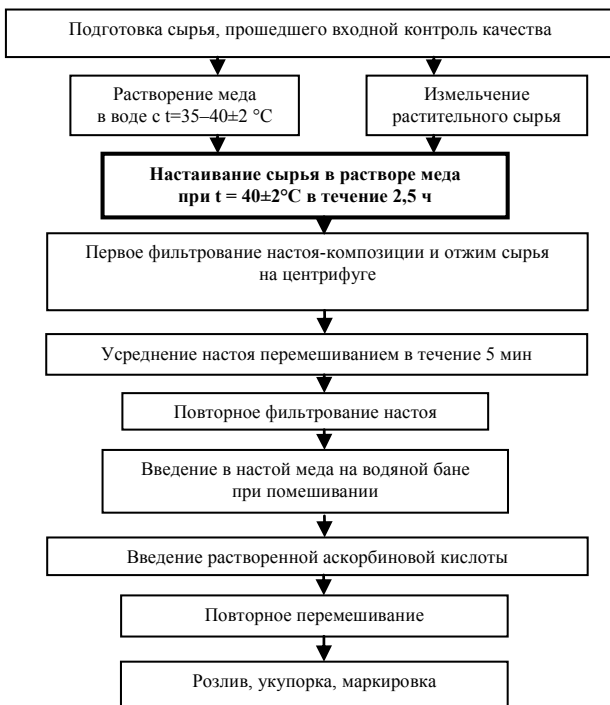 Подготовка сырья, прошедшего входной контроль качества
Растворение меда
в воде с t=35–40±2 °С
Измельчение
растительного сырья
Настаивание сырья в растворе меда
при t = 40±2°С в течение 2,5 ч
Первое фильтрование настоя-композиции и отжим сырья
на центрифуге
Усреднение настоя перемешиванием в течение 5 мин
Повторное фильтрование настоя
Введение в настой меда на водяной бане
при помешивании
Введение растворенной аскорбиновой кислоты
Повторное перемешивание
Розлив, укупорка, маркировка